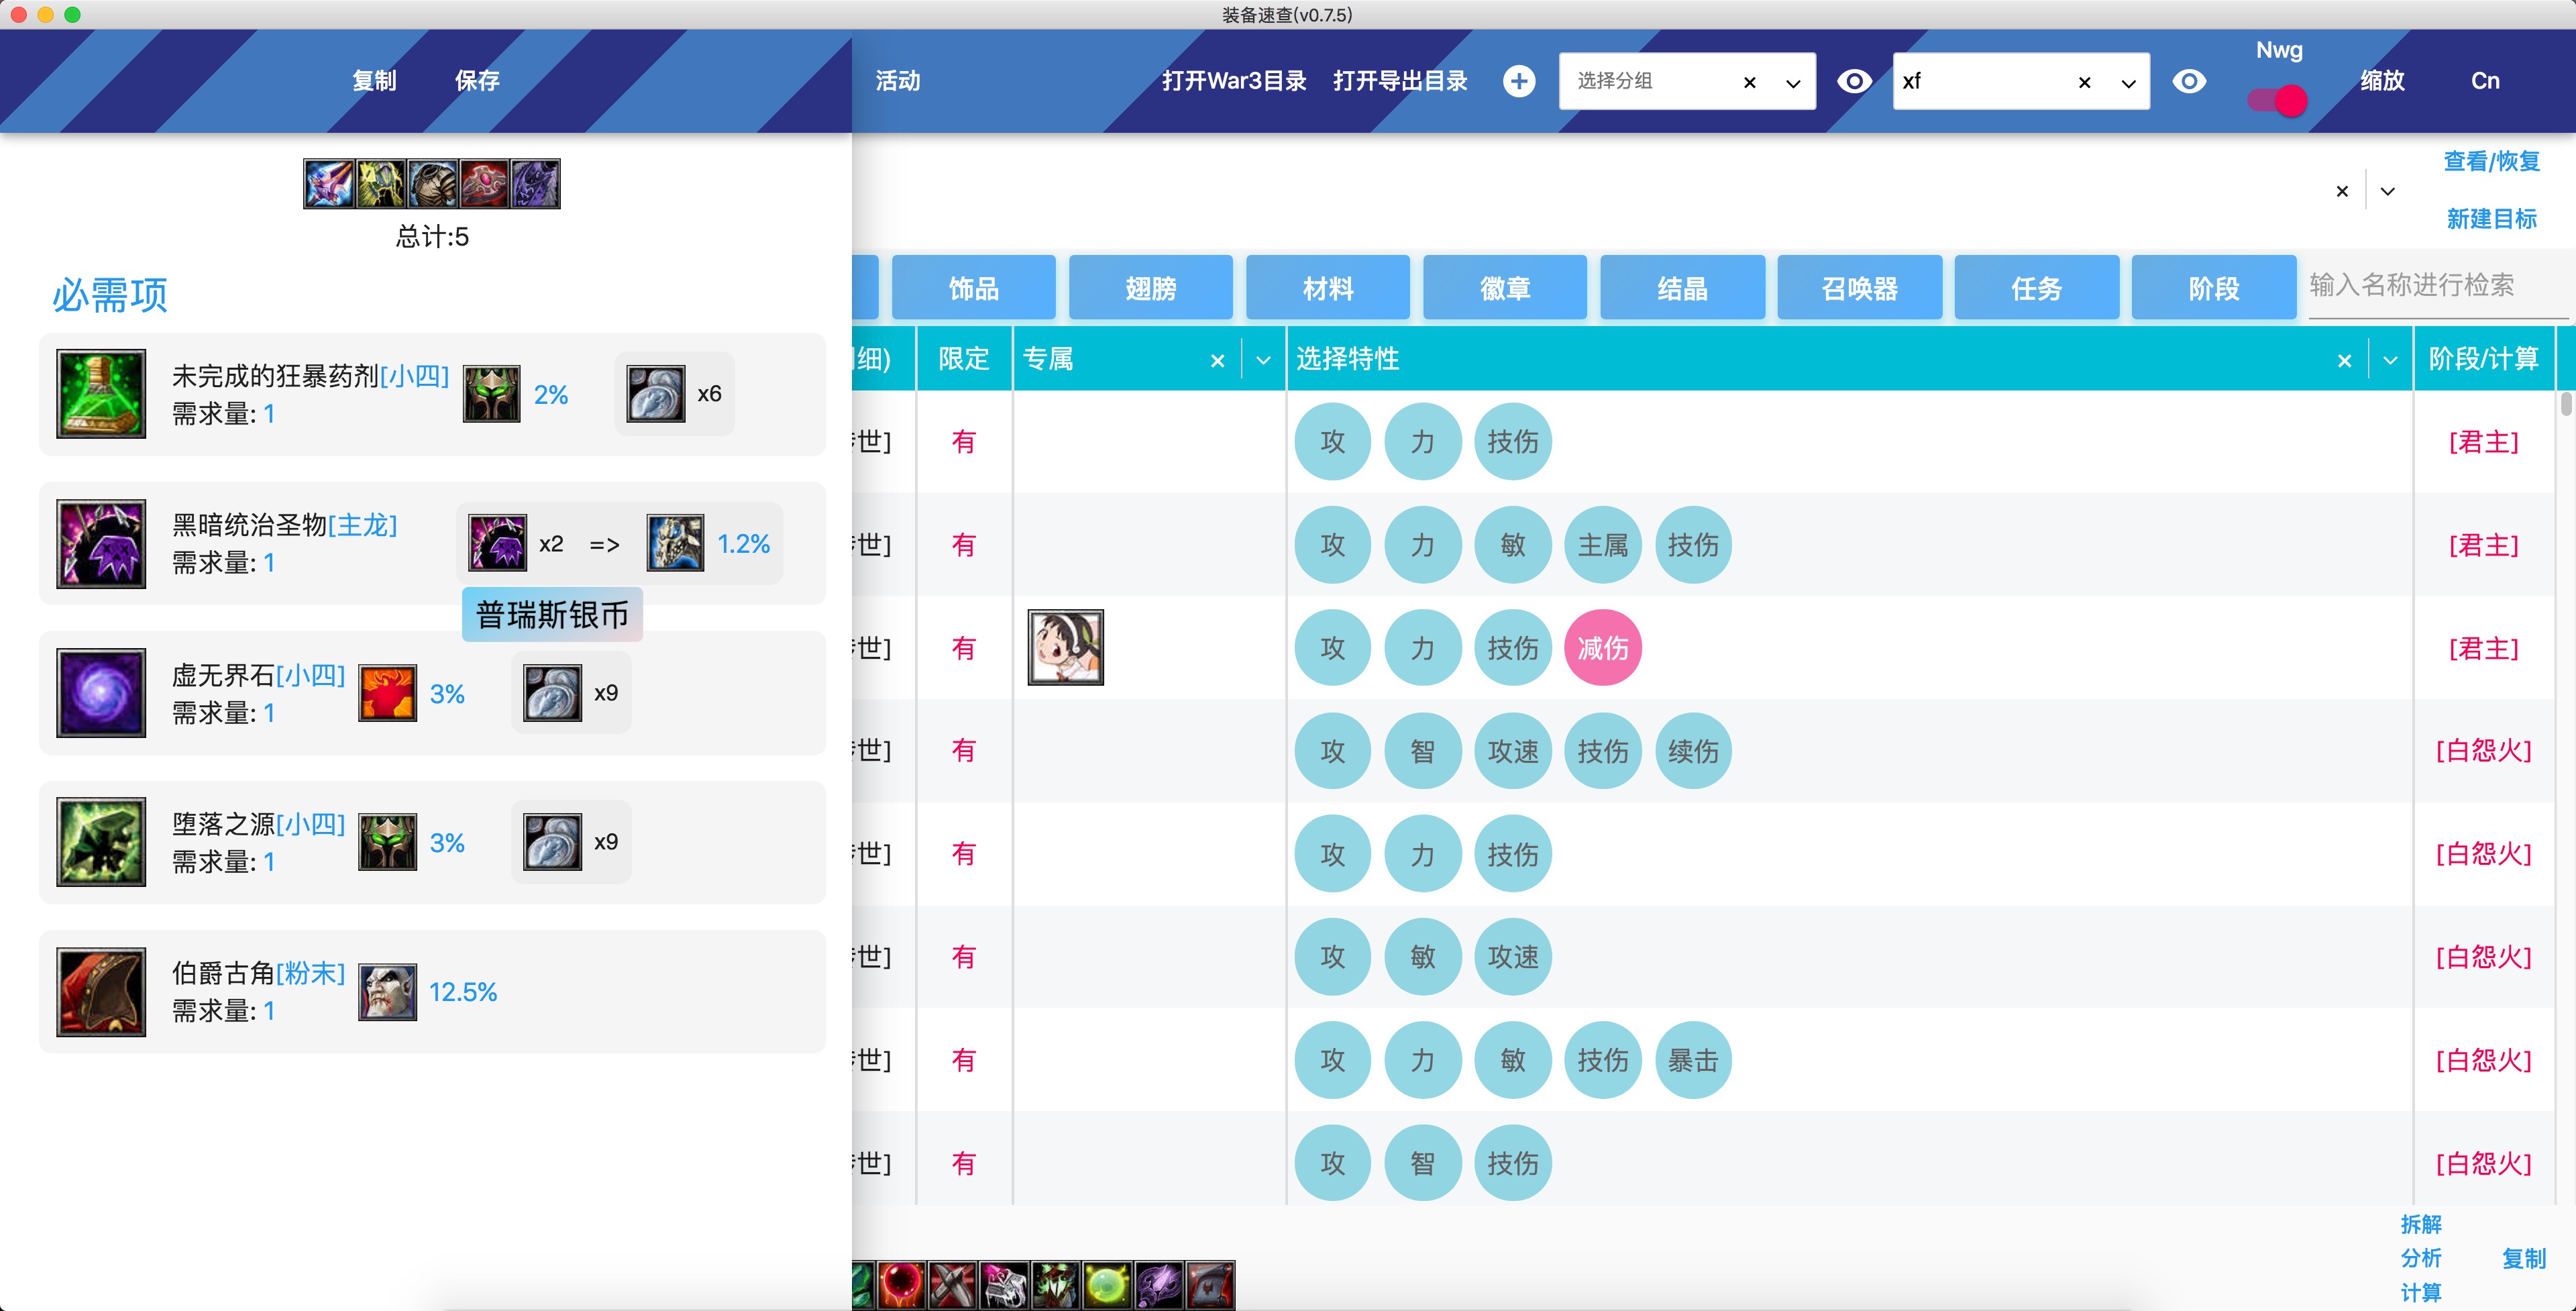 装备速查(v0.7.5)
复制 保存 活动 打开War3目录 打开导出目录 选择分组 xf Nwg 缩放 Cn
查看/恢复
新建目标
总计:5
饰品 翅膀 材料 徽章 结晶 召唤器 任务 阶段 输入名称进行检索
细) 限定 专属 选择特性 阶段/计算
必需项
未完成的狂暴药剂[小四] 2% x6
需求量: 1
黑暗统治圣物[主龙] x2 => 1.2%
需求量: 1
普瑞斯银币
虚无界石[小四] 3% x9
需求量: 1
堕落之源[小四] 3% x9
需求量: 1
伯爵古角[粉末] 12.5%
需求量: 1
世] 有 攻 力 技伤 [君主]
世] 有 攻 力 敏 主属 技伤 [君主]
世] 有 攻 力 技伤 减伤 [君主]
世] 有 攻 智 攻速 技伤 续伤 [白怨火]
世] 有 攻 力 技伤 [白怨火]
世] 有 攻 敏 攻速 [白怨火]
世] 有 攻 力 敏 技伤 暴击 [白怨火]
世] 有 攻 智 技伤 [白怨火]
拆解
分析 复制
计算